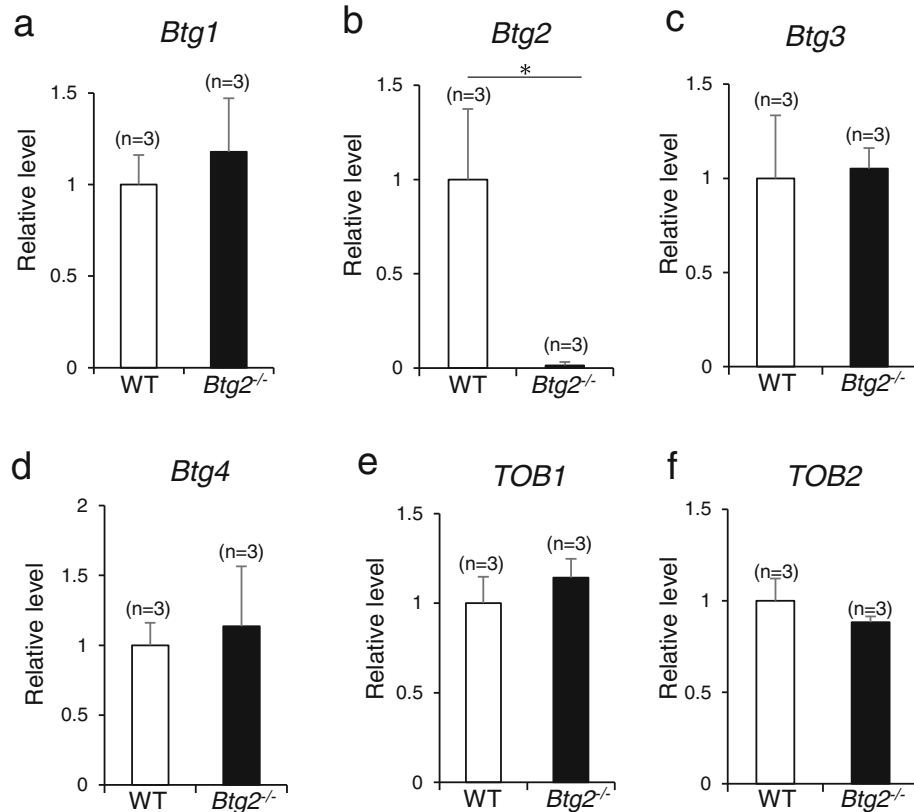 a
Btg1
Relative level
1.5
1
0.5
0
(n=3)
(n=3)
WT
Btg2-/-
b
Btg2
Relative level
1.5
1
0.5
0
*
(n=3)
(n=3)
WT
Btg2-/-
c
Btg3
Relative level
1.5
1
0.5
0
(n=3)
(n=3)
WT
Btg2-/-
d
Btg4
Relative level
2
1.5
1
0.5
0
(n=3)
(n=3)
WT
Btg2-/-
e
TOB1
Relative level
1.5
1
0.5
0
(n=3)
(n=3)
WT
Btg2-/-
f
TOB2
Relative level
1.5
1
0.5
0
(n=3)
(n=3)
WT
Btg2-/-